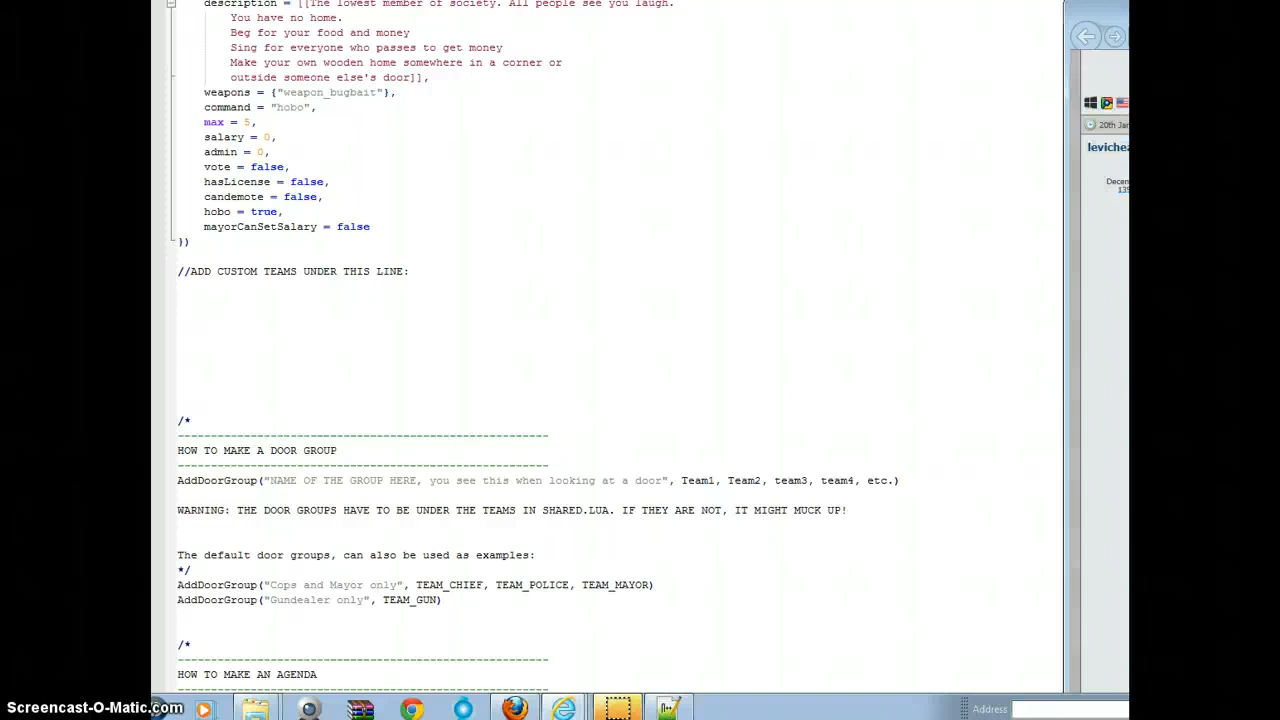 description = [[The lowest member of society. All people see you laugh.
You have no home.
Beg for your food and money
Sing for everyone who passes to get money
Make your own wooden home somewhere in a corner or
outside someone else's door]],
weapons = {"weapon_bugbait"},
command = "hobo",
max = 5,
salary = 0,
admin = 0,
vote = false,
hasLicense = false,
candemote = false,
hobo = true,
mayorCanSetSalary = false
})
//ADD CUSTOM TEAMS UNDER THIS LINE:
/*
--------------------------------------------------------
HOW TO MAKE A DOOR GROUP
--------------------------------------------------------
AddDoorGroup("NAME OF THE GROUP HERE, you see this when looking at a door", Team1, Team2, team3, team4, etc.)
WARNING: THE DOOR GROUPS HAVE TO BE UNDER THE TEAMS IN SHARED.LUA. IF THEY ARE NOT, IT MIGHT MUCK UP!
The default door groups, can also be used as examples:
*/
AddDoorGroup("Cops and Mayor only", TEAM_CHIEF, TEAM_POLICE, TEAM_MAYOR)
AddDoorGroup("Gundealer only", TEAM_GUN)
/*
--------------------------------------------------------
HOW TO MAKE AN AGENDA
--------------------------------------------------------
20th Jan
levichea
Decem
135
Address
Screencast-O-Matic.com